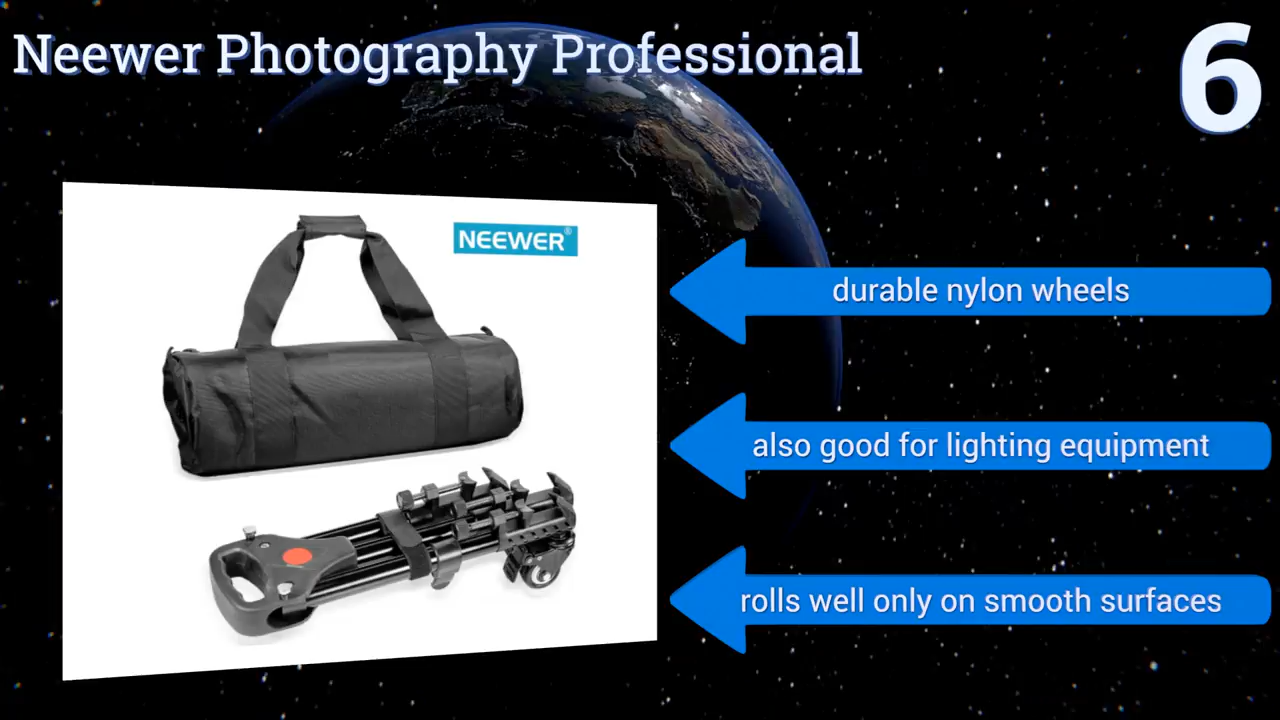 Neewer Photography Professional
6
NEEWER®
durable nylon wheels
also good for lighting equipment
rolls well only on smooth surfaces